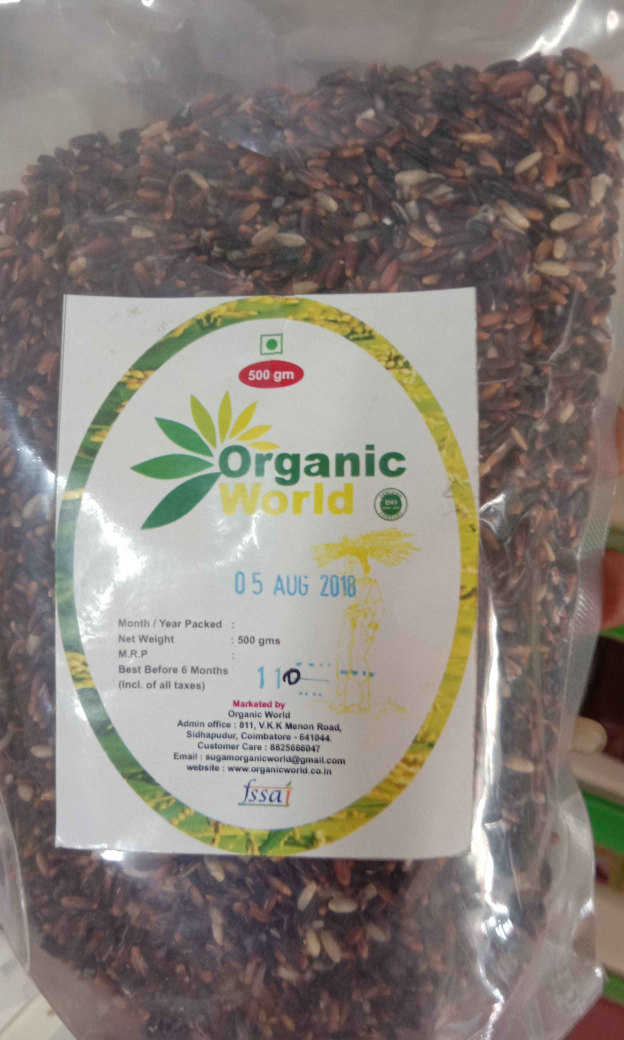 500 gm
Organic
World
05 AUG 2018
Month / Year Packed :
Net Weight : 500 gms
M.R.P :
Best Before 6 Months
110
(Incl. of all taxes)
Marketed by
Organic World
Admin office : 811, V.K.K Menon Road,
Sidhapudur, Coimbatore - 641044.
Customer Care : 8825666047
Email : sugamorganicworld@gmail.com
website : www.organicworld.co.in
fssai